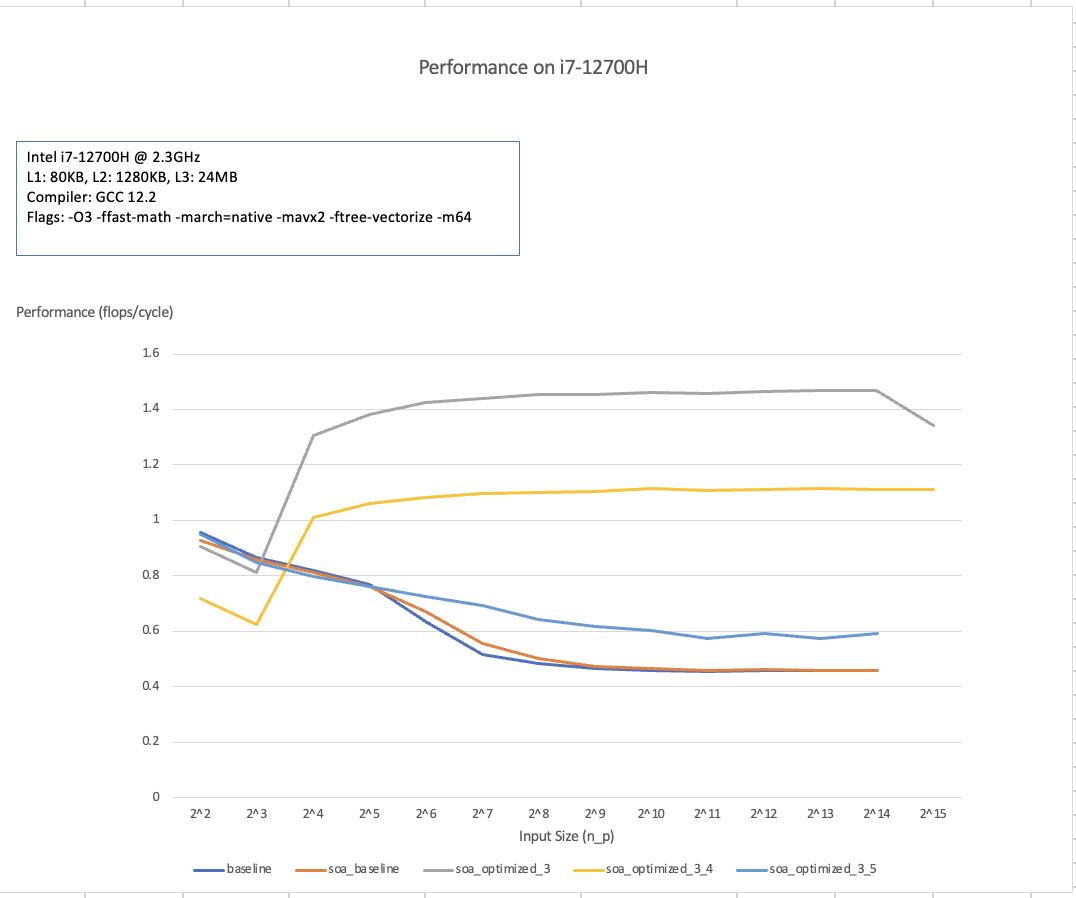 Performance on i7-12700H
Intel i7-12700H @ 2.3GHz
L1: 80KB, L2: 1280KB, L3: 24MB
Compiler: GCC 12.2
Flags: -O3 -ffast-math -march=native -mavx2 -ftree-vectorize -m64
Performance (flops/cycle)
1.6
1.4
1.2
1
0.8
0.6
0.4
0.2
0
2^2 2^3 2^4 2^5 2^6 2^7 2^8 2^9 2^10 2^11 2^12 2^13 2^14 2^15
Input Size (n_p)
baseline soa_baseline soa_optimized_3 soa_optimized_3_4 soa_optimized_3_5